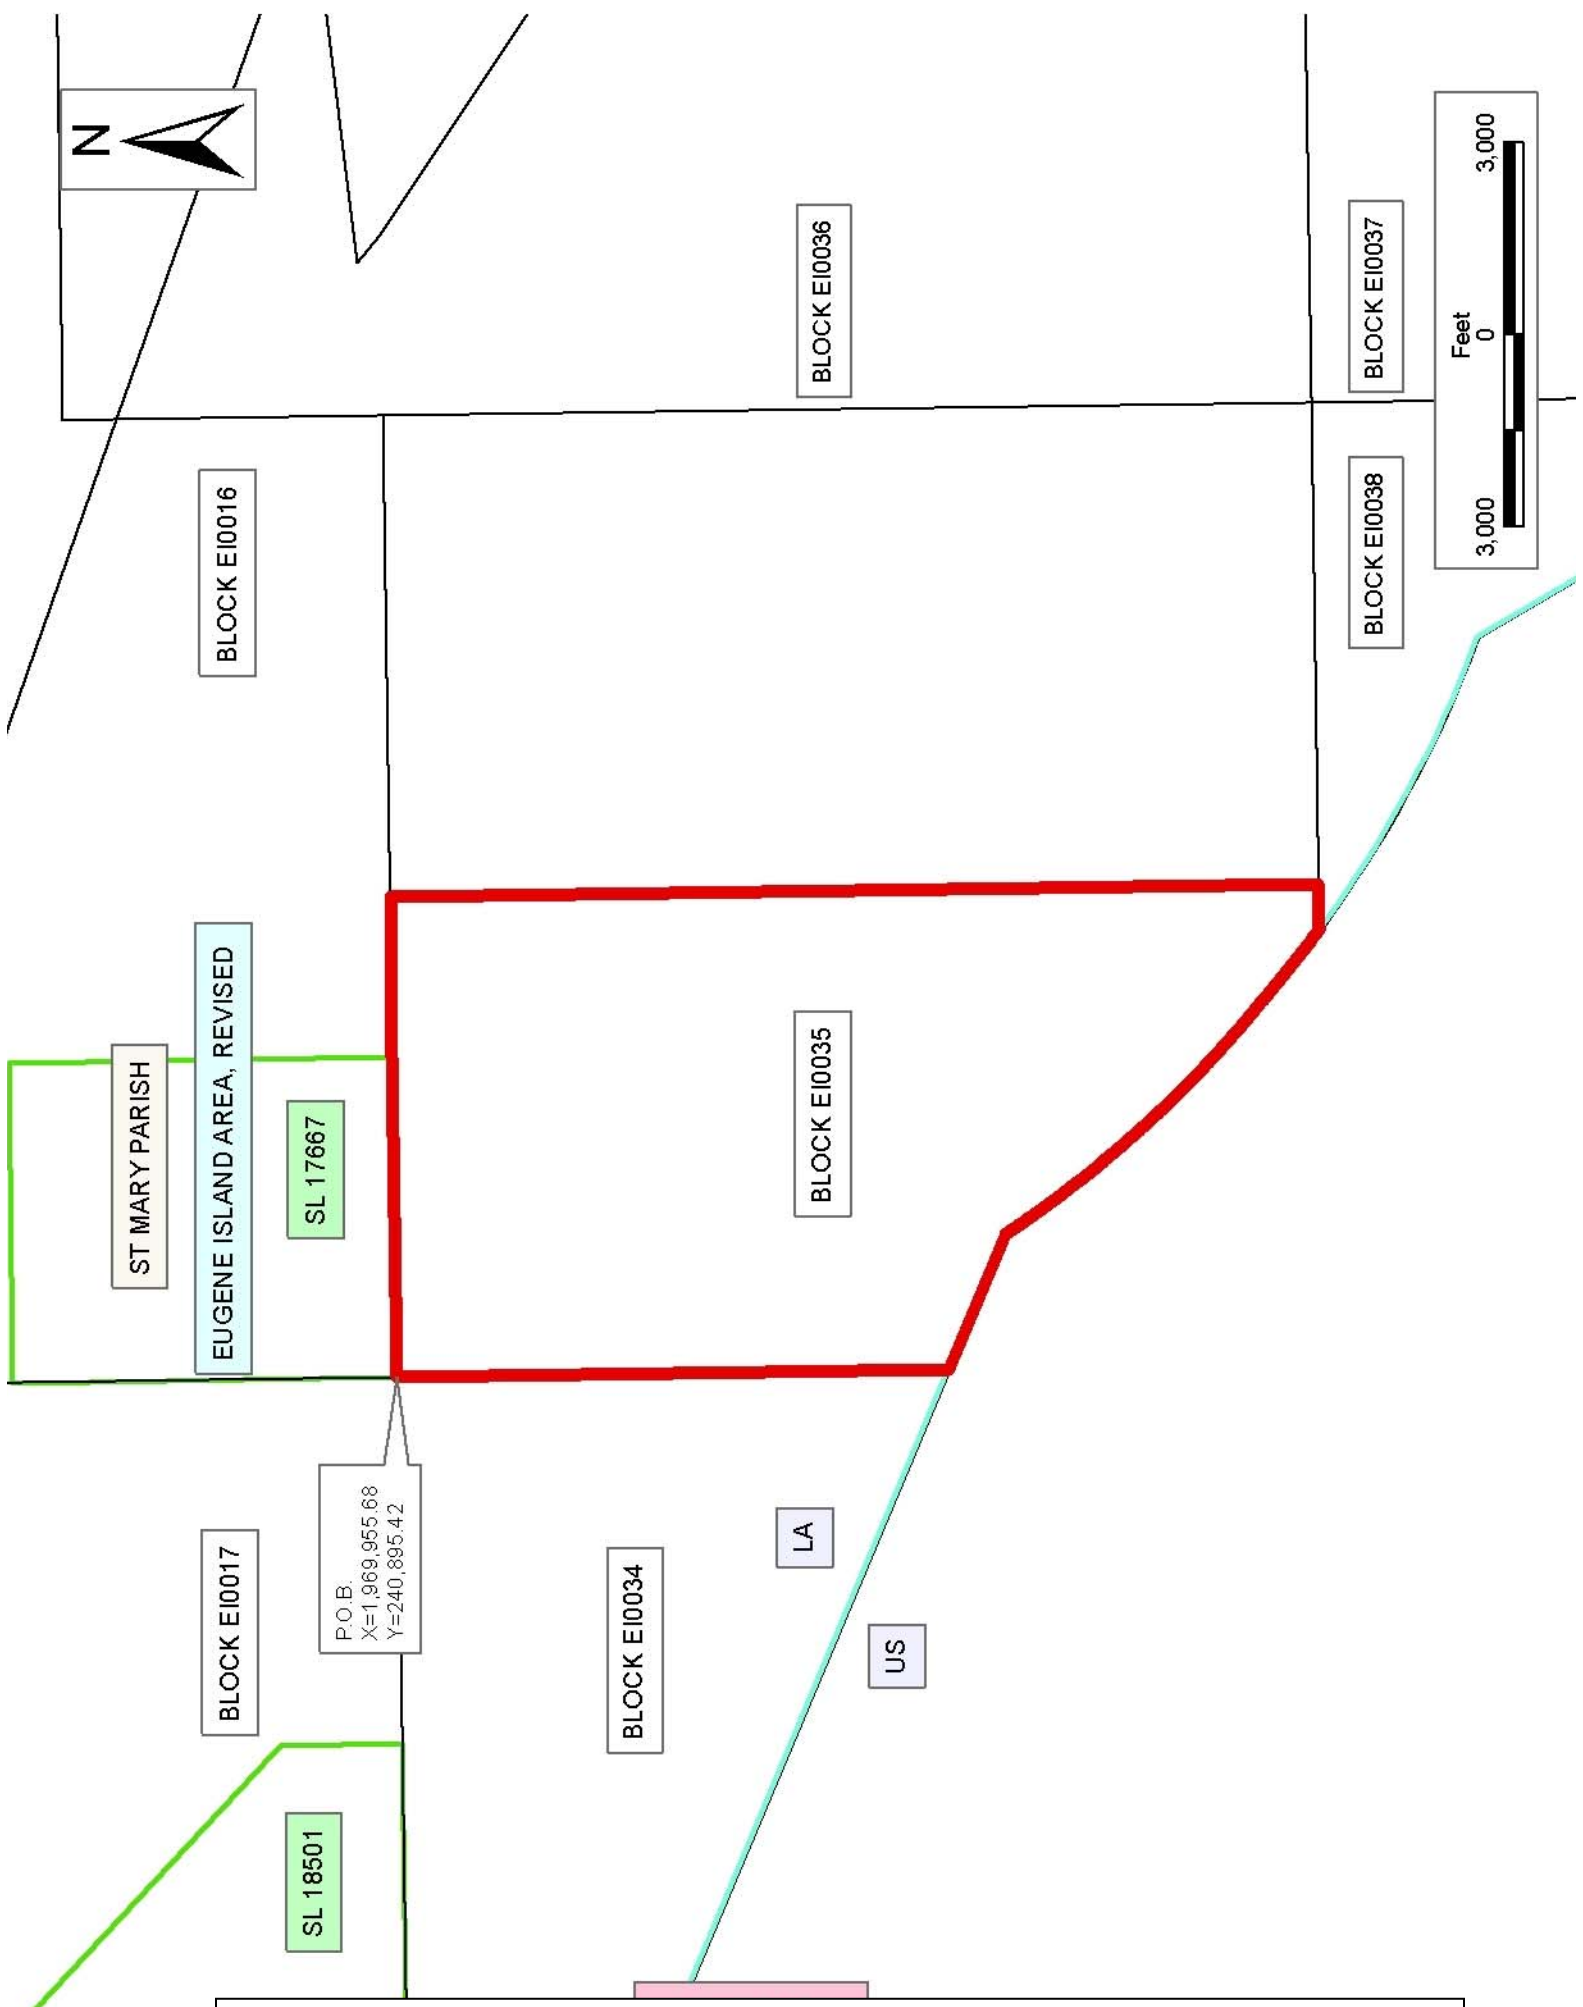 N
ST MARY PARISH
EUGENE ISLAND AREA, REVISED
BLOCK EI0017
BLOCK EI0016
SL 18501
SL 17667
P.O.B.
X=1,969,955.68
Y=240,895.42
BLOCK EI0034
LA
BLOCK EI0035
BLOCK EI0036
US
BLOCK EI0038
BLOCK EI0037
Feet
3,000 0 3,000